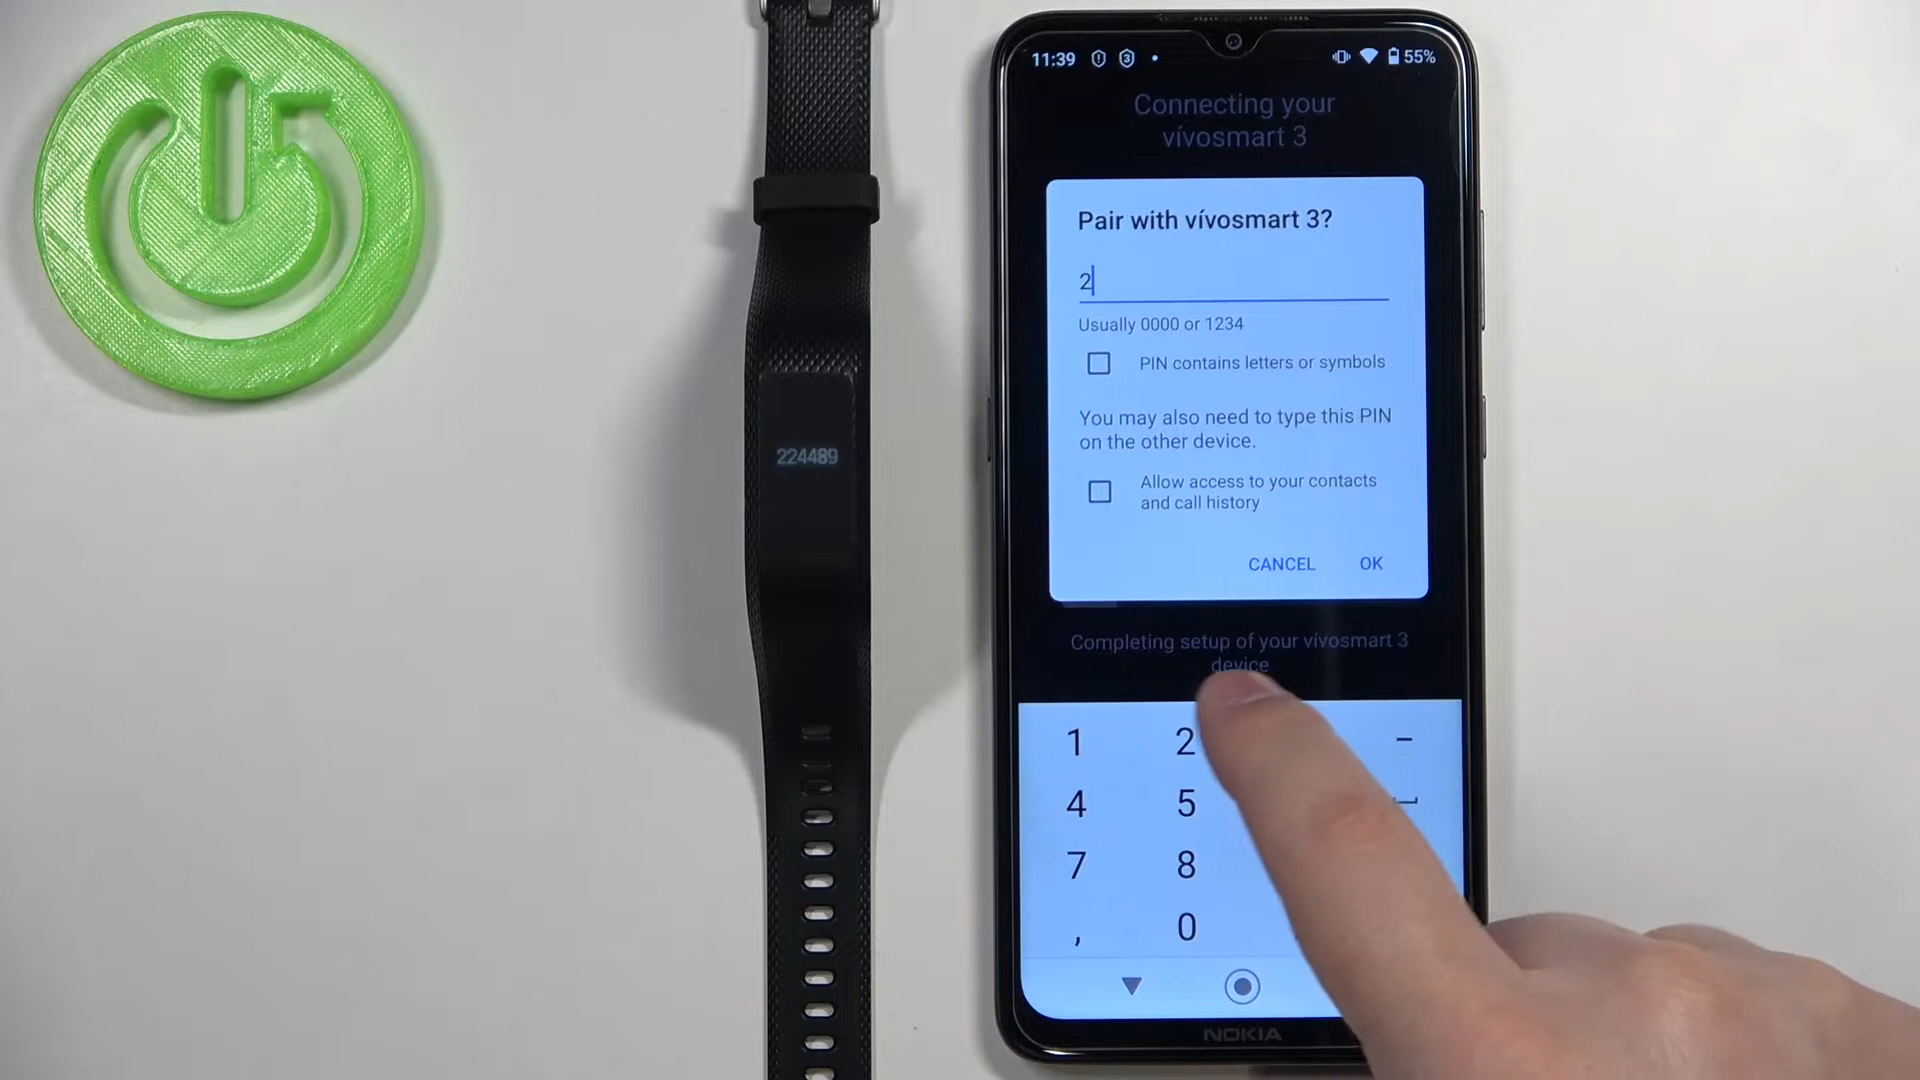 11:39
55%
Connecting your
vívosmart 3
Pair with vívosmart 3?
2
Usually 0000 or 1234
PIN contains letters or symbols
You may also need to type this PIN
on the other device.
Allow access to your contacts
and call history
CANCEL OK
224489
Completing setup of your vívosmart 3
device
1 2 -
4 5
7 8
, 0
NOKIA